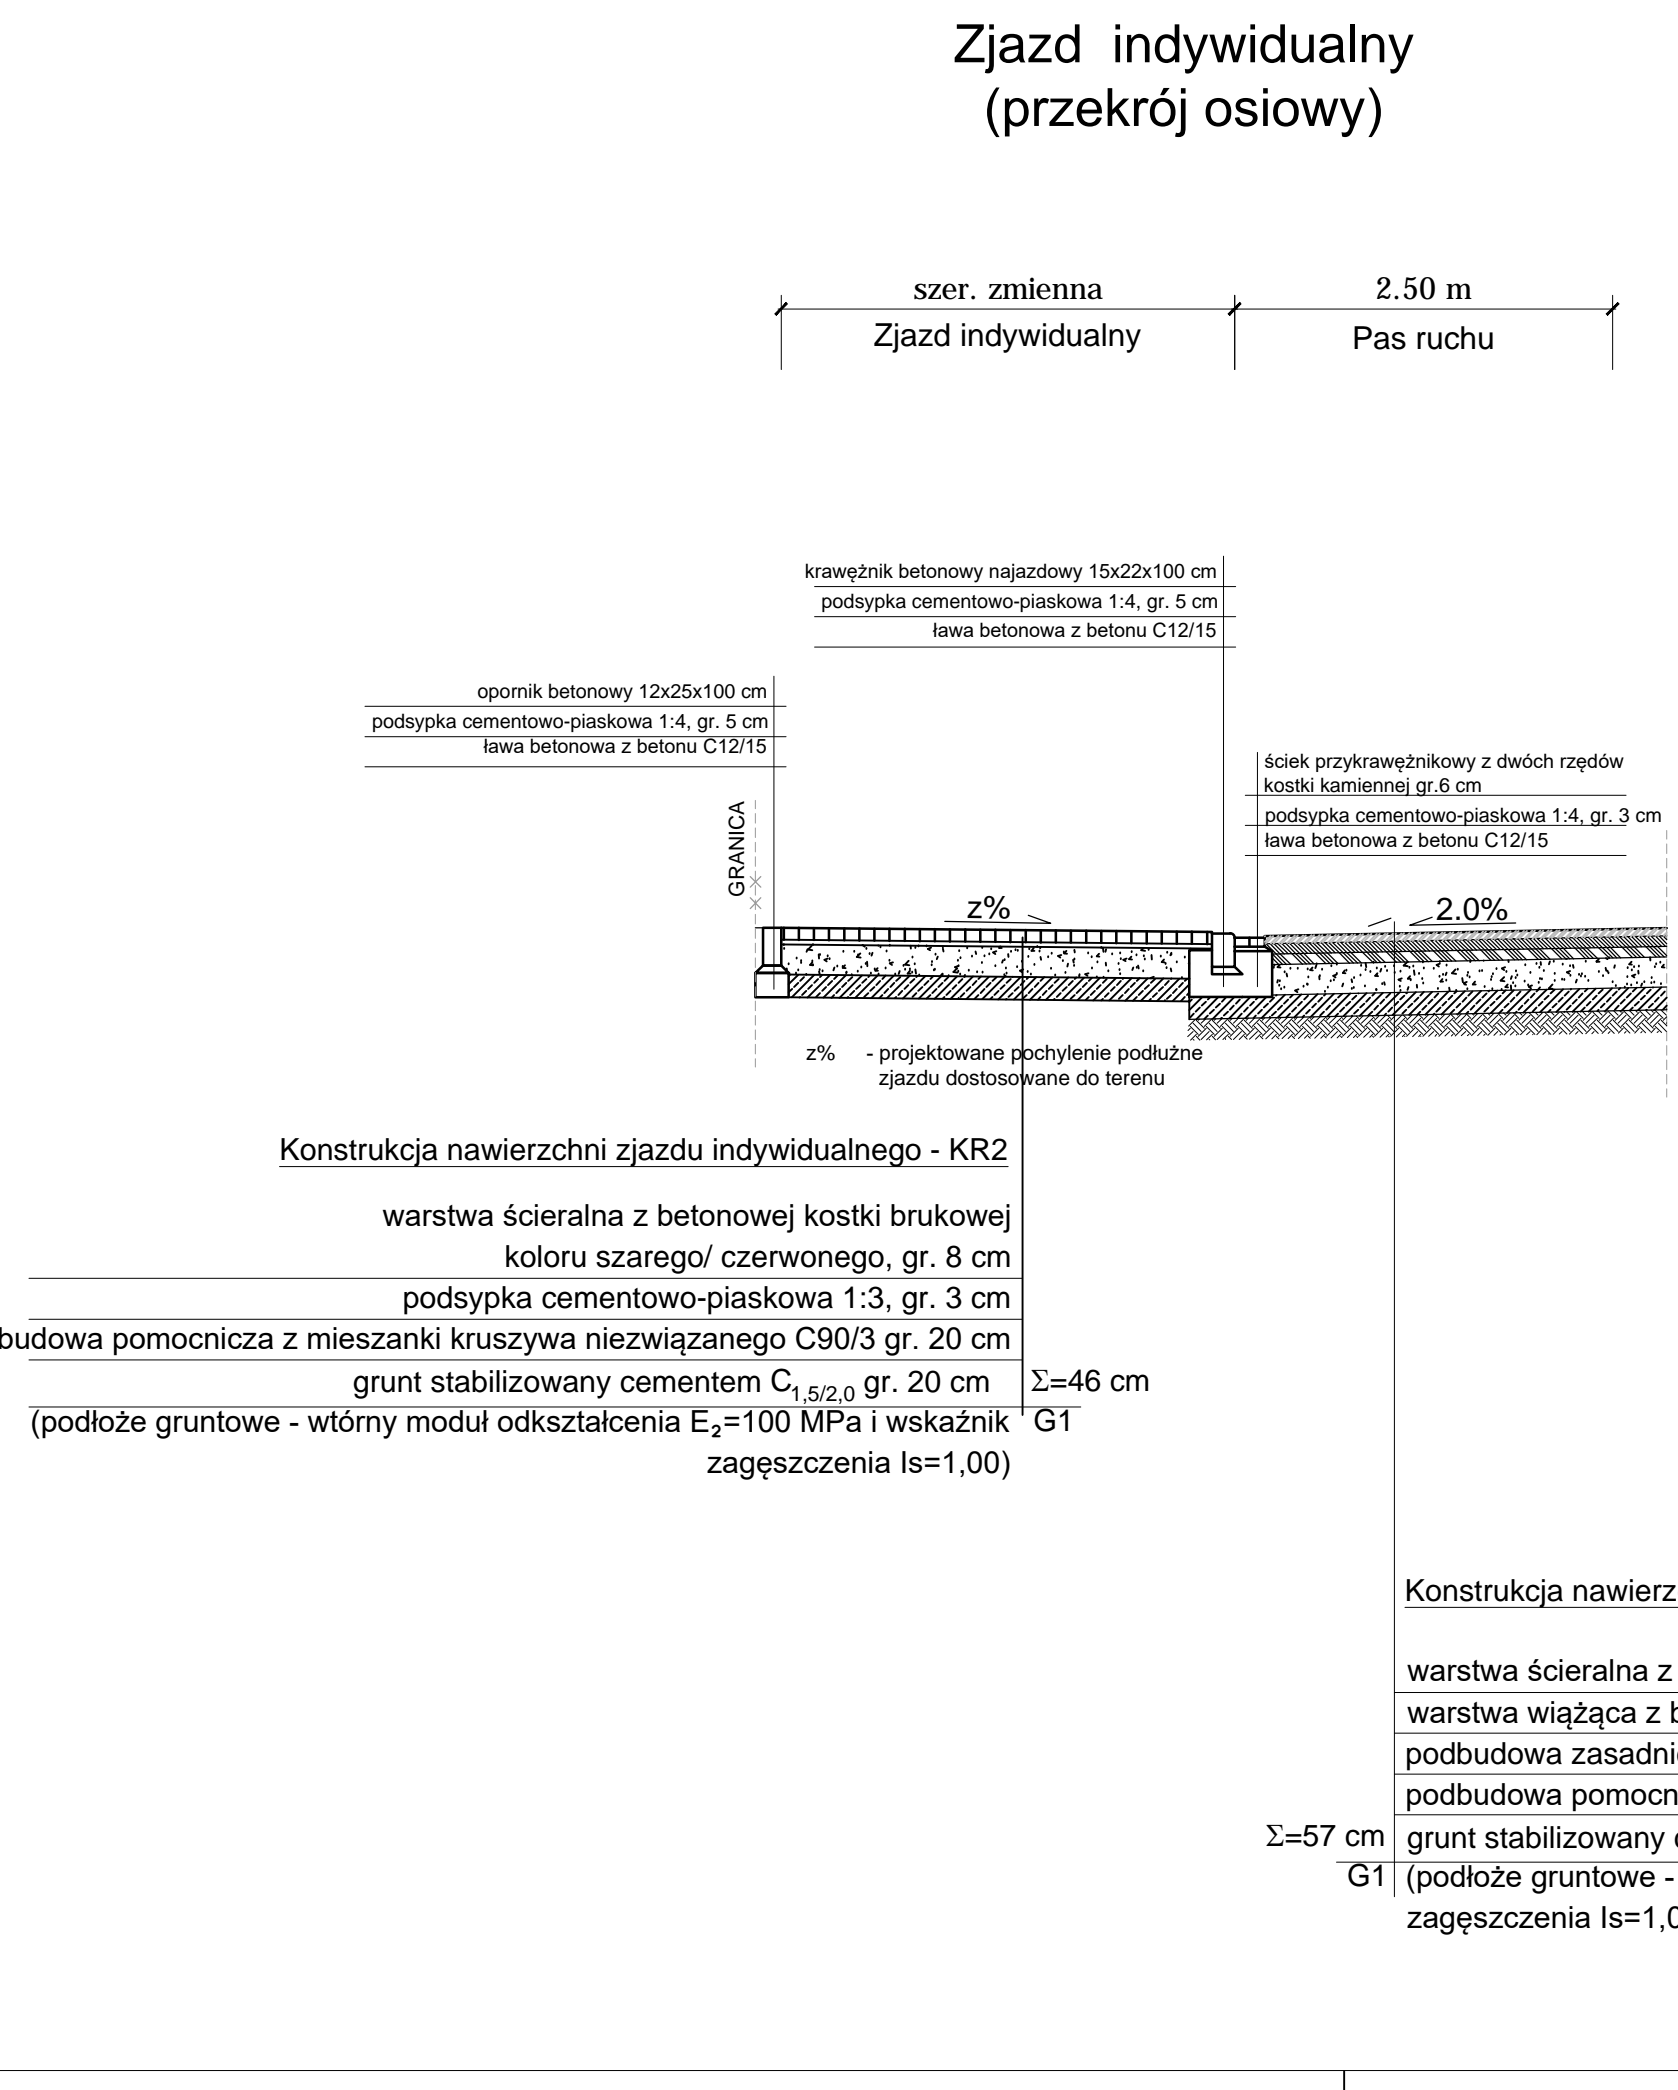 Zjazd indywidualny
(przekrój osiowy)
szer. zmienna
2.50 m
Zjazd indywidualny
Pas ruchu
krawężnik betonowy najazdowy 15x22x100 cm
podsypka cementowo-piaskowa 1:4, gr. 5 cm
ława betonowa z betonu C12/15
opornik betonowy 12x25x100 cm
podsypka cementowo-piaskowa 1:4, gr. 5 cm
ława betonowa z betonu C12/15
ściek przykrawężnikowy z dwóch rzędów
kostki kamiennej gr.6 cm
podsypka cementowo-piaskowa 1:4, gr. 3 cm
ława betonowa z betonu C12/15
GRANICA
z%
2.0%
z% - projektowane pochylenie podłużne
zjazdu dostosowane do terenu
Konstrukcja nawierzchni zjazdu indywidualnego - KR2
warstwa ścieralna z betonowej kostki brukowej
koloru szarego/ czerwonego, gr. 8 cm
podsypka cementowo-piaskowa 1:3, gr. 3 cm
budowa pomocnicza z mieszanki kruszywa niezwiązanego C90/3 gr. 20 cm
grunt stabilizowany cementem C1,5/2,0 gr. 20 cm Σ=46 cm
(podłoże gruntowe - wtórny moduł odkształcenia E₂=100 MPa i wskaźnik G1
zagęszczenia Is=1,00)
Konstrukcja nawierz
warstwa ścieralna z
warstwa wiążąca z b
podbudowa zasadni
podbudowa pomocn
Σ=57 cm grunt stabilizowany
G1 (podłoże gruntowe -
zagęszczenia Is=1,0